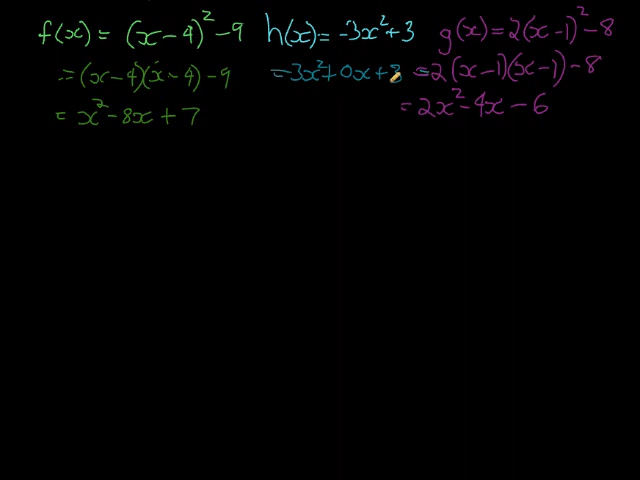 f(x) = (x - 4)² - 9
= (x - 4)(x - 4) - 9
= x² - 8x + 7
h(x) = -3x² + 3
= -3x² + 0x + 3
g(x) = 2(x - 1)² - 8
= 2(x - 1)(x - 1) - 8
= 2x² - 4x - 6